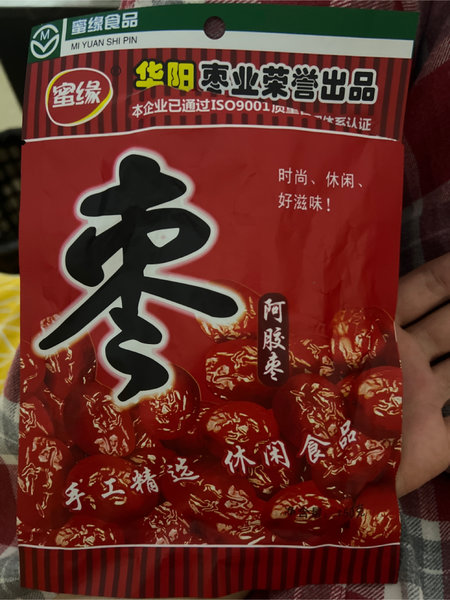 M
蜜缘食品
MI YUAN SHI PIN
蜜缘
华阳枣业荣誉出品
本企业已通过ISO9001质量 体系认证
时尚、休闲、
好滋味！
枣
阿胶枣
手工精选 休闲食品